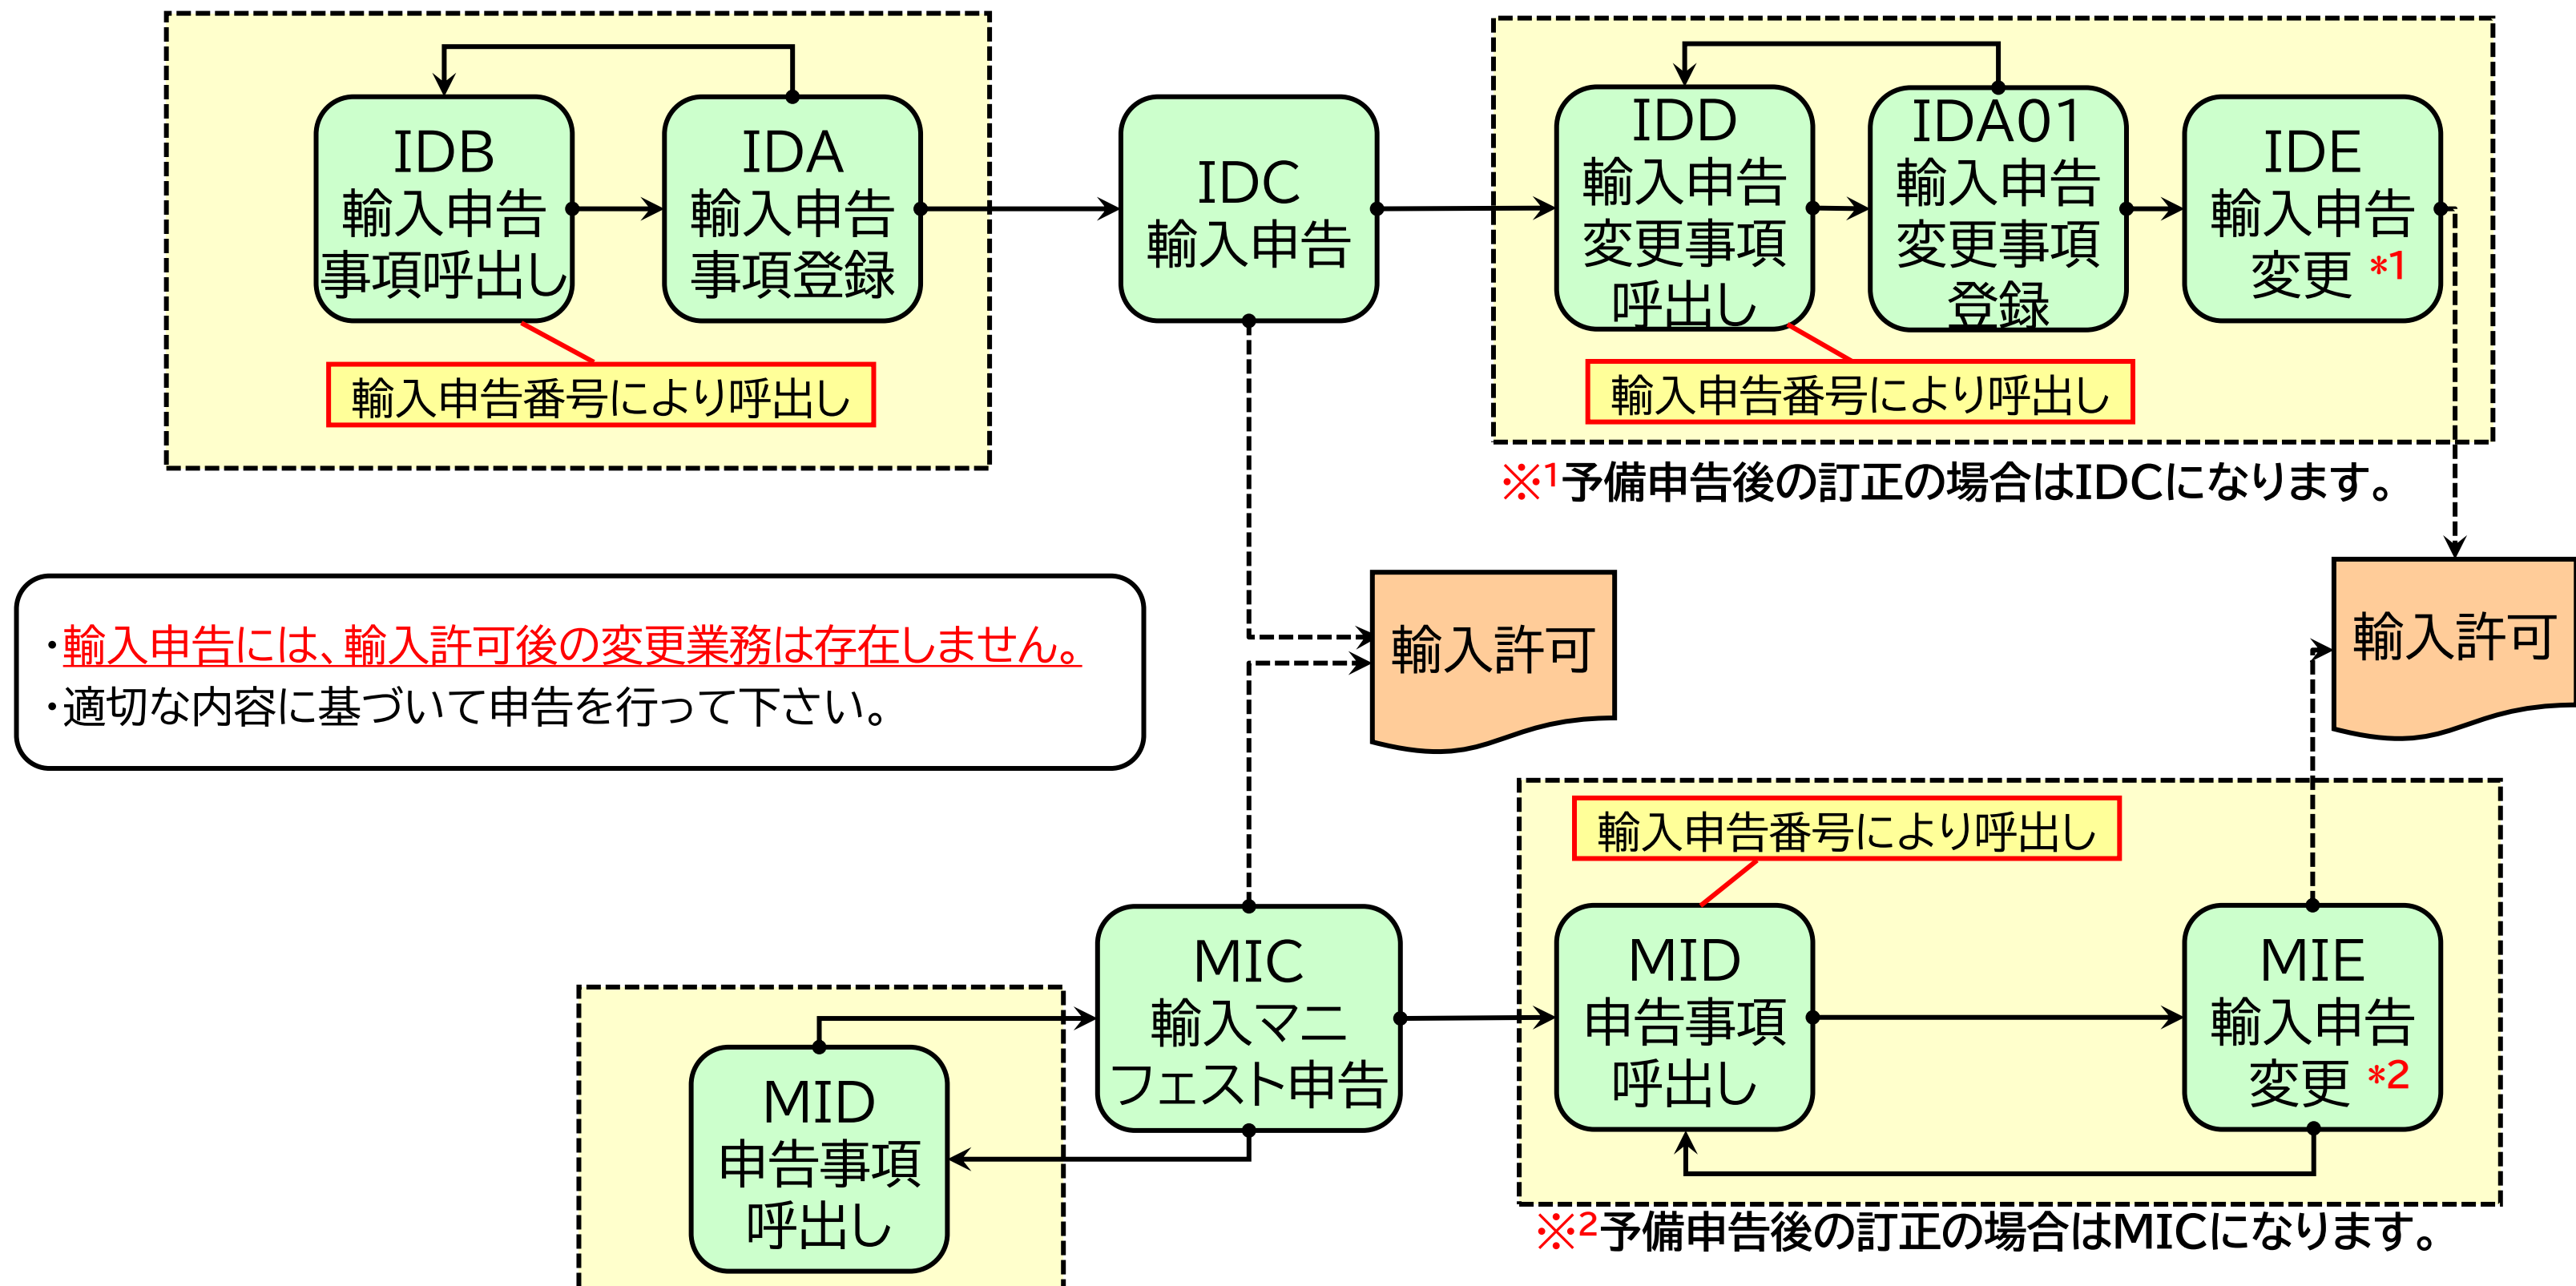 IDB
輸入申告
事項呼出し
IDA
輸入申告
事項登録
輸入申告番号により呼出し
IDC
輸入申告
IDD
輸入申告
変更事項
呼出し
IDA01
輸入申告
変更事項
登録
IDE
輸入申告
変更 *1
輸入申告番号により呼出し
※1予備申告後の訂正の場合はIDCになります。
・輸入申告には、輸入許可後の変更業務は存在しません。
・適切な内容に基づいて申告を行って下さい。
輸入許可
輸入許可
輸入申告番号により呼出し
MIC
輸入マニ
フェスト申告
MID
申告事項
呼出し
MIE
輸入申告
変更 *2
MID
申告事項
呼出し
※2予備申告後の訂正の場合はMICになります。